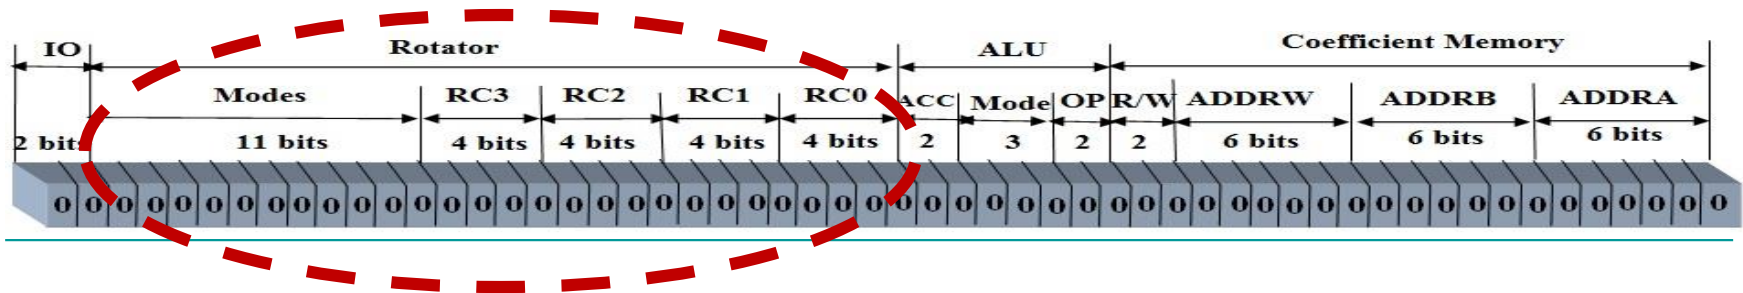 IO Rotator ALU Coefficient Memory
Modes RC3 RC2 RC1 RC0 ACC Mode OP R/W ADDRW ADDRB ADDRA
2 bits 11 bits 4 bits 4 bits 4 bits 4 bits 2 3 2 2 6 bits 6 bits 6 bits
0 0 0 0 0 0 0 0 0 0 0 0 0 0 0 0 0 0 0 0 0 0 0 0 0 0 0 0 0 0 0 0 0 0 0 0 0 0 0 0 0 0 0 0 0 0 0 0 0 0 0 0 0 0 0 0